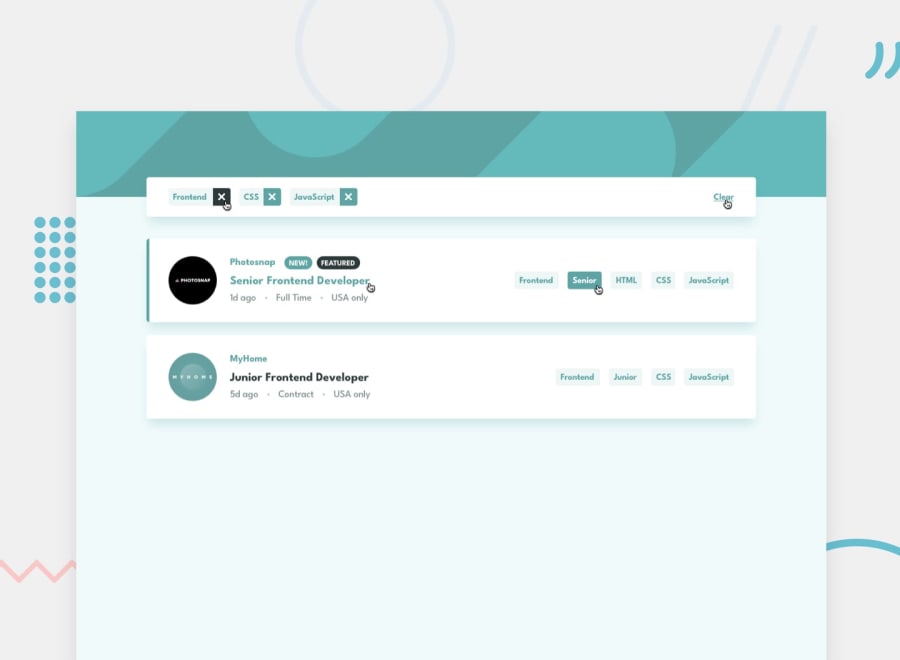 Frontend CSS JavaScript Clear
PHOTOSNAP
Photosnap NEW! FEATURED
Senior Frontend Developer
1d ago • Full Time • USA only
Frontend Senior HTML CSS JavaScript
MYHOME
MyHome
Junior Frontend Developer
5d ago • Contract • USA only
Frontend Junior CSS JavaScript